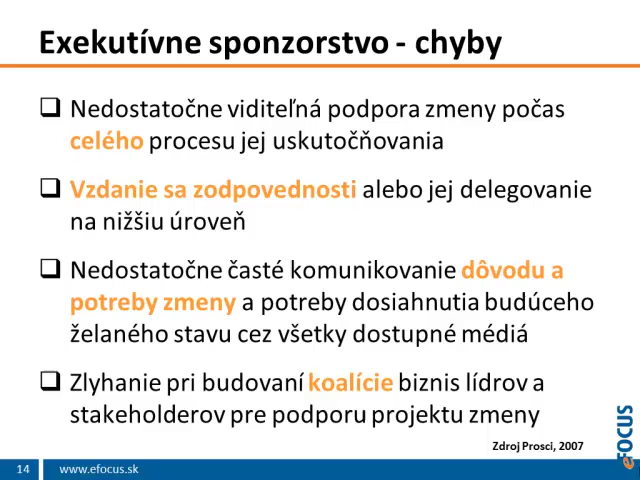 Exekutívne sponzorstvo - chyby
Nedostatočne viditeľná podpora zmeny počas
celého procesu jej uskutočňovania
Vzdanie sa zodpovednosti alebo jej delegovanie
na nižšiu úroveň
Nedostatočne časté komunikovanie dôvodu a
potreby zmeny a potreby dosiahnutia budúceho
želaného stavu cez všetky dostupné médiá
Zlyhanie pri budovaní koalície biznis lídrov a
stakeholderov pre podporu projektu zmeny
Zdroj Prosci, 2007
eFOCUS
14 www.efocus.sk